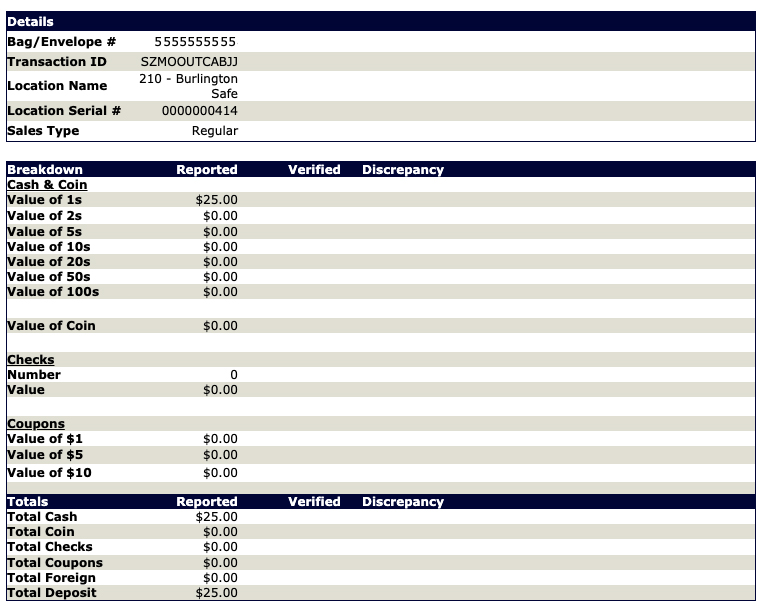 Details
Bag/Envelope # 5555555555
Transaction ID SZMOOUTCABJJ
Location Name 210 - Burlington
Safe
Location Serial # 0000000414
Sales Type Regular
Breakdown Reported Verified Discrepancy
Cash & Coin
Value of 1s $25.00
Value of 2s $0.00
Value of 5s $0.00
Value of 10s $0.00
Value of 20s $0.00
Value of 50s $0.00
Value of 100s $0.00
Value of Coin $0.00
Checks
Number 0
Value $0.00
Coupons
Value of $1 $0.00
Value of $5 $0.00
Value of $10 $0.00
Totals Reported Verified Discrepancy
Total Cash $25.00
Total Coin $0.00
Total Checks $0.00
Total Coupons $0.00
Total Foreign $0.00
Total Deposit $25.00